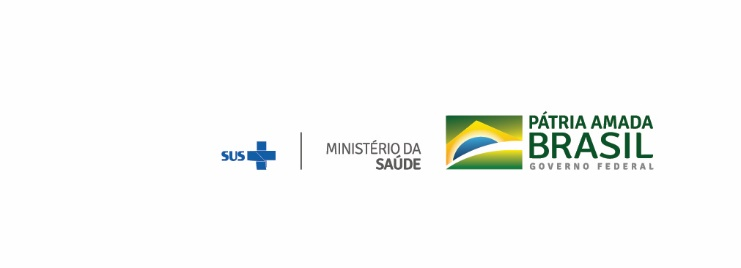 SUS
MINISTÉRIO DA
SAÚDE
PÁTRIA AMADA
BRASIL
GOVERNO FEDERAL